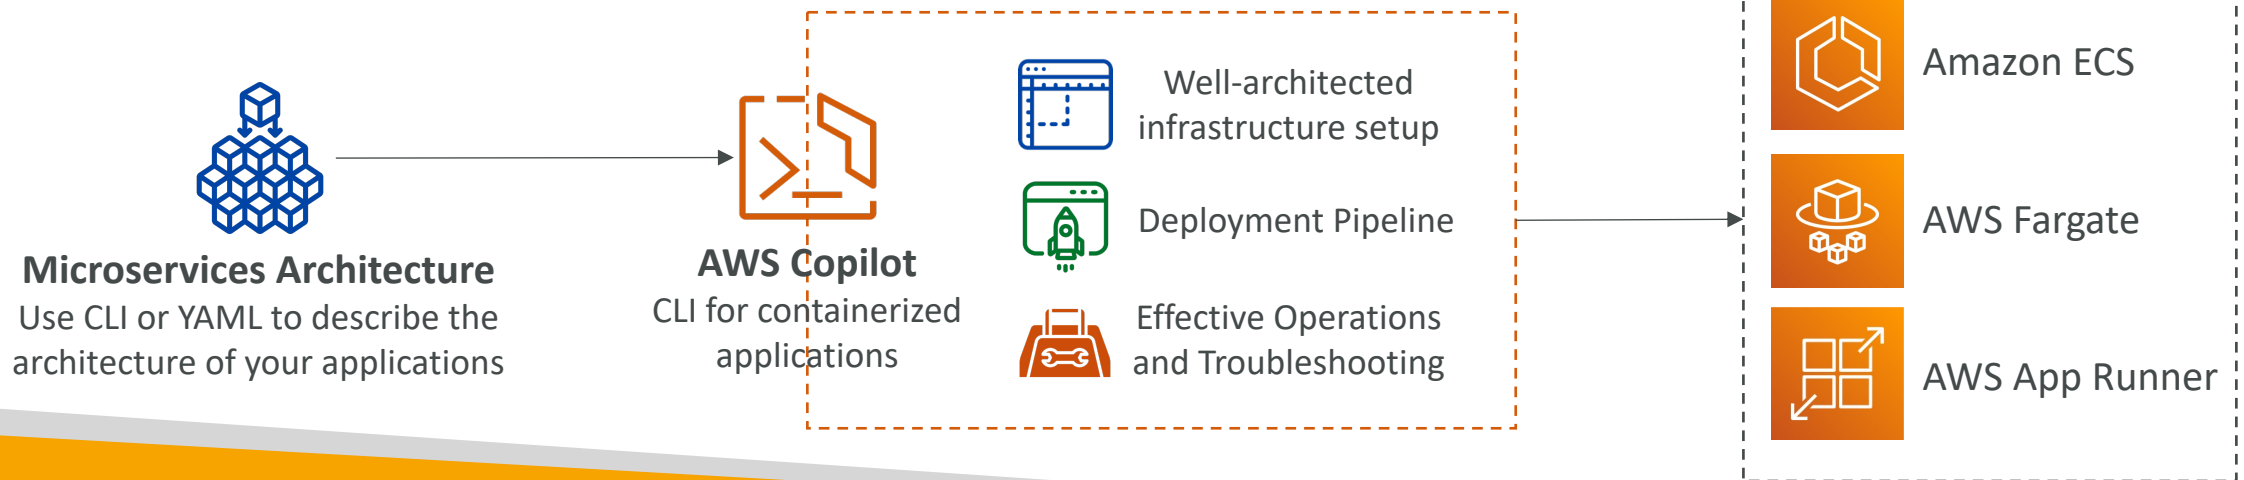 Microservices Architecture
Use CLI or YAML to describe the
architecture of your applications
AWS Copilot
CLI for containerized
applications
Well-architected
infrastructure setup
Deployment Pipeline
Effective Operations
and Troubleshooting
Amazon ECS
AWS Fargate
AWS App Runner